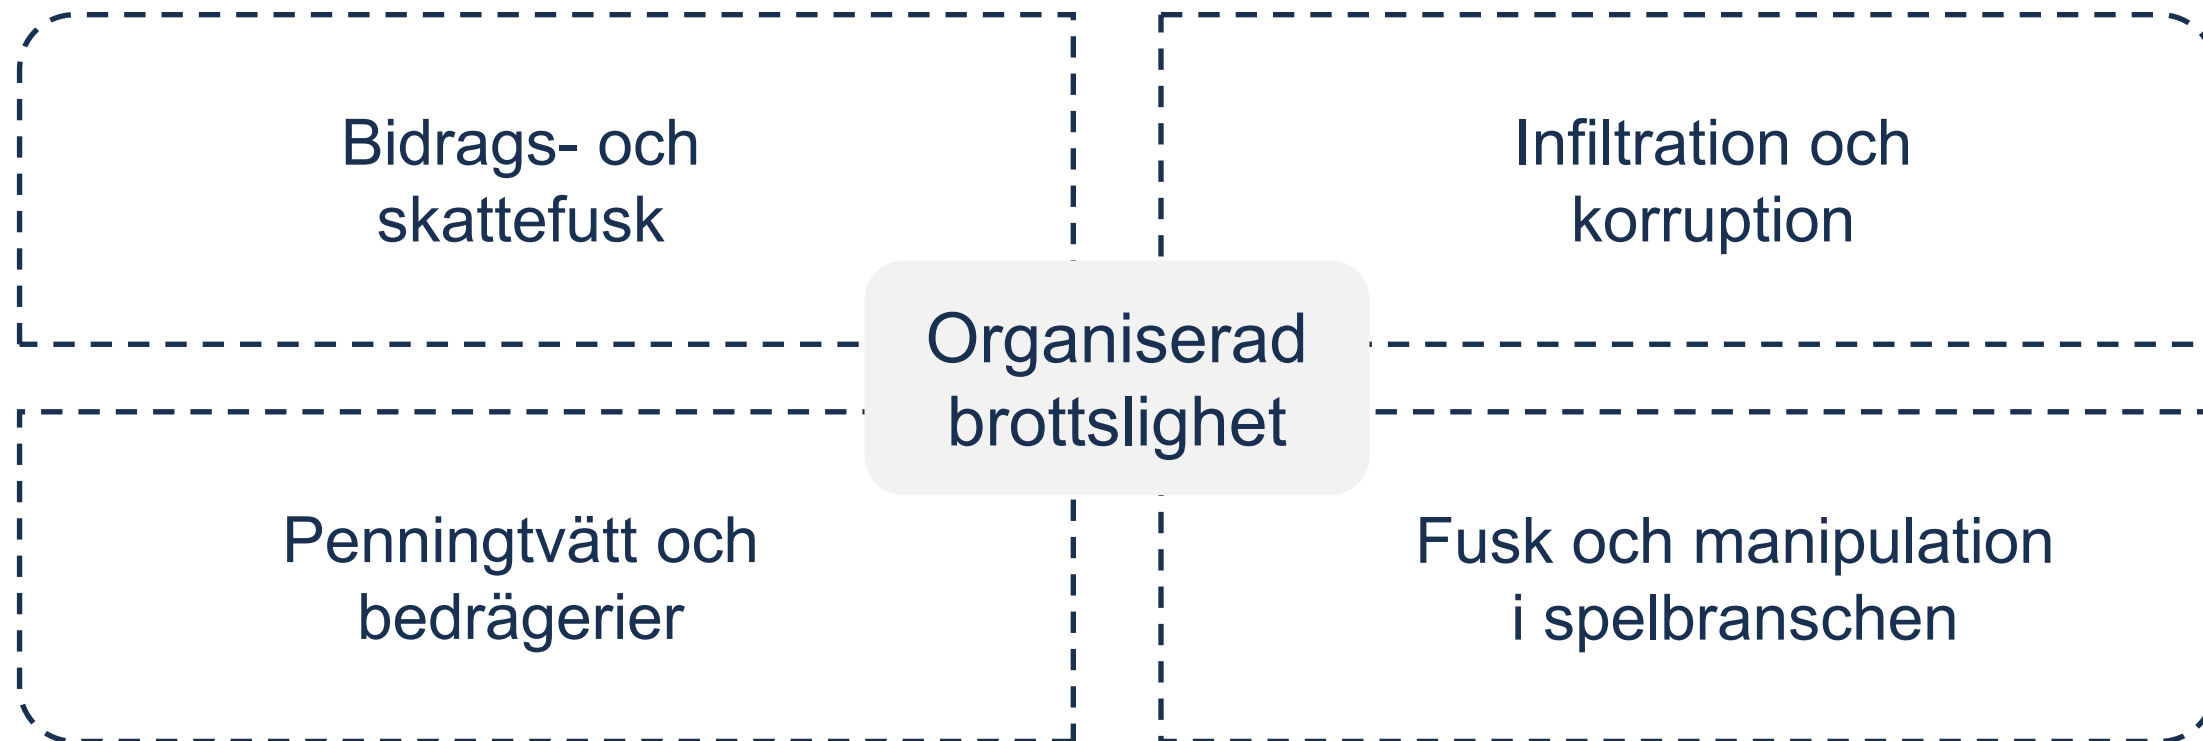 Bidrags- och
skattefusk
Infiltration och
korruption
Organiserad
brottslighet
Penningtvätt och
bedrägerier
Fusk och manipulation
i spelbranschen